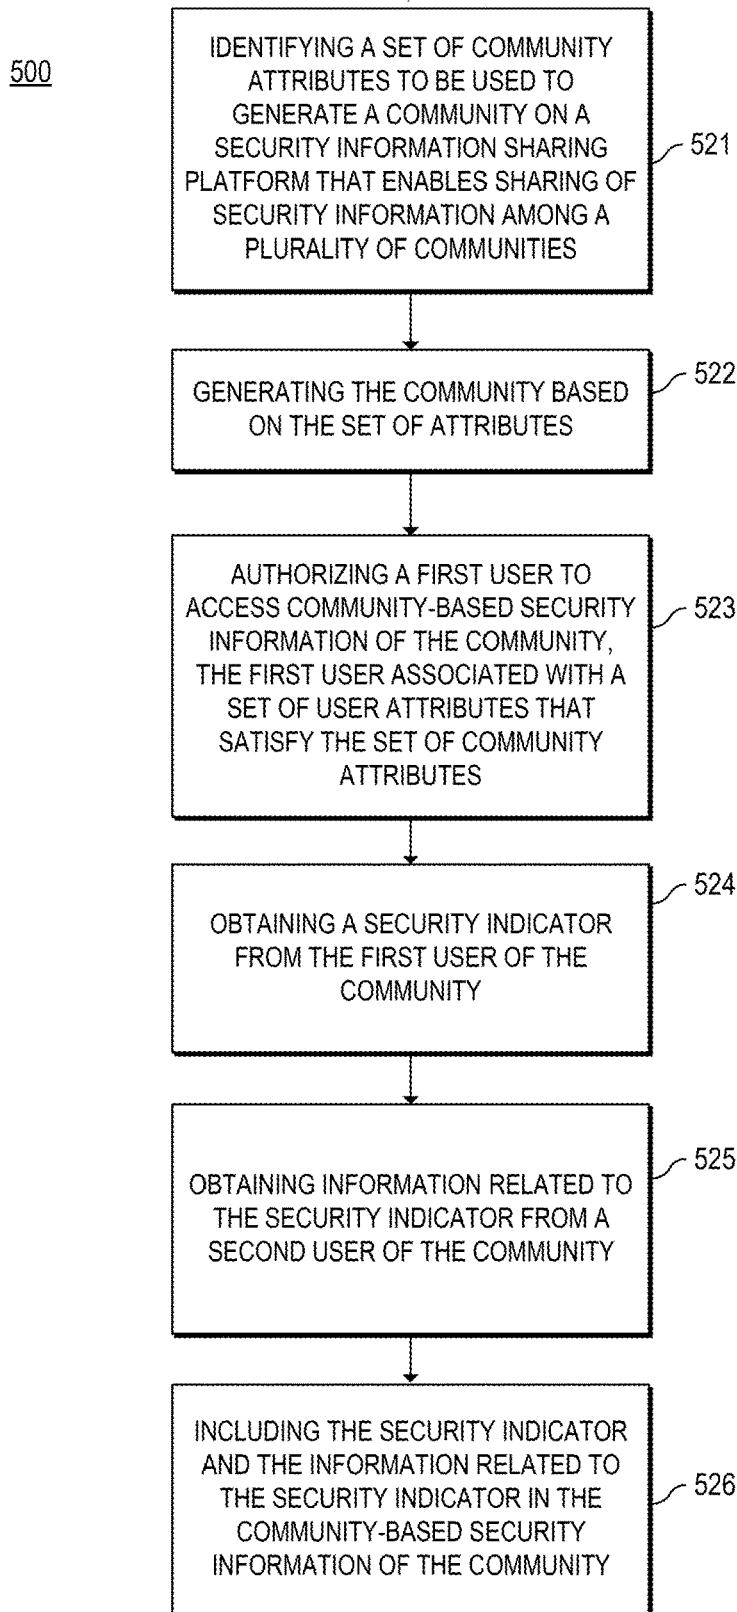 500
IDENTIFYING A SET OF COMMUNITY
ATTRIBUTES TO BE USED TO
GENERATE A COMMUNITY ON A
SECURITY INFORMATION SHARING
PLATFORM THAT ENABLES SHARING OF
SECURITY INFORMATION AMONG A
PLURALITY OF COMMUNITIES
521
GENERATING THE COMMUNITY BASED
ON THE SET OF ATTRIBUTES
522
AUTHORIZING A FIRST USER TO
ACCESS COMMUNITY-BASED SECURITY
INFORMATION OF THE COMMUNITY,
THE FIRST USER ASSOCIATED WITH A
SET OF USER ATTRIBUTES THAT
SATISFY THE SET OF COMMUNITY
ATTRIBUTES
523
OBTAINING A SECURITY INDICATOR
FROM THE FIRST USER OF THE
COMMUNITY
524
OBTAINING INFORMATION RELATED TO
THE SECURITY INDICATOR FROM A
SECOND USER OF THE COMMUNITY
525
INCLUDING THE SECURITY INDICATOR
AND THE INFORMATION RELATED TO
THE SECURITY INDICATOR IN THE
COMMUNITY-BASED SECURITY
INFORMATION OF THE COMMUNITY
526